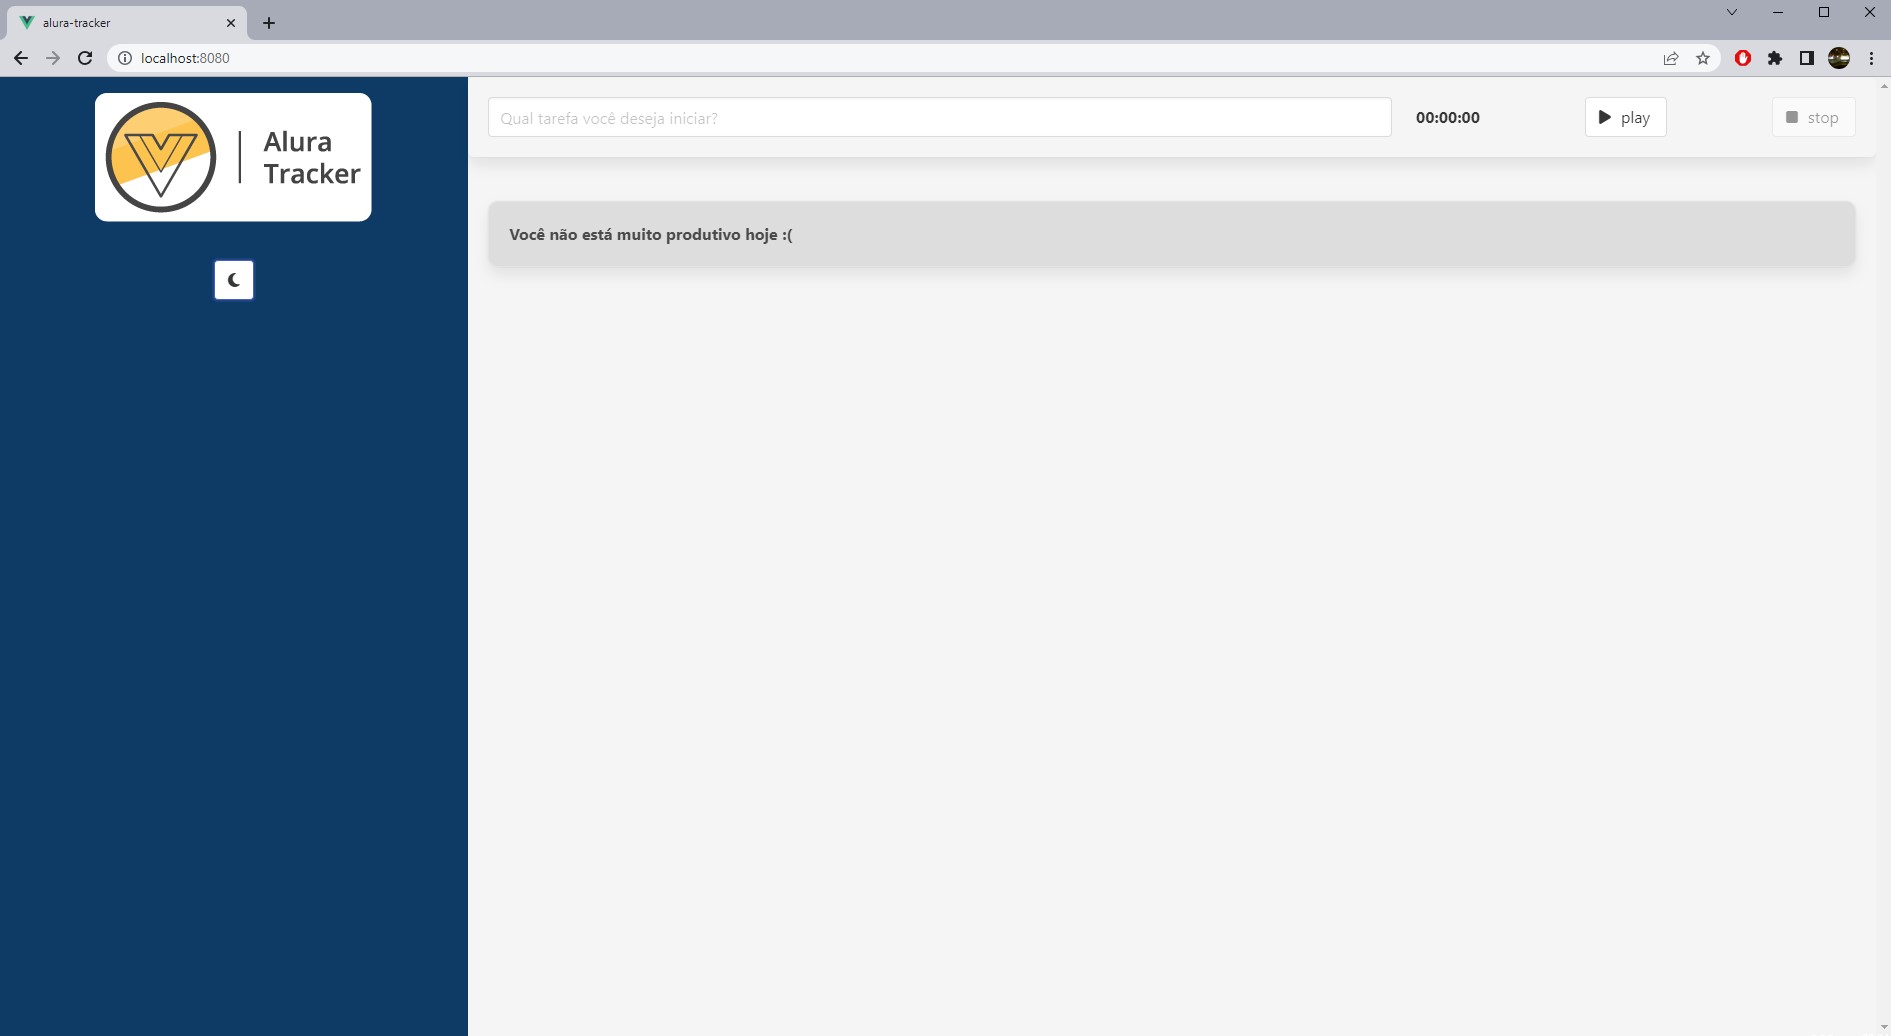 alura-tracker
localhost:8080
Alura
Tracker
Qual tarefa você deseja iniciar?
00:00:00
play
stop
Você não está muito produtivo hoje :(